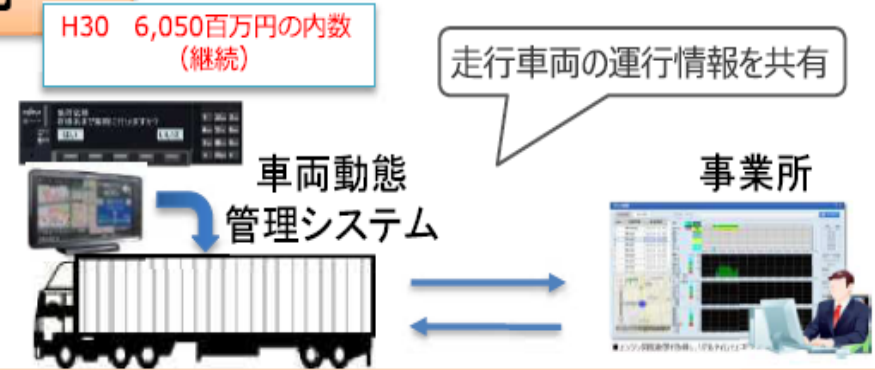 H30 6,050百万円の内数
(継続)
走行車両の運行情報を共有
車両動態
管理システム
事業所